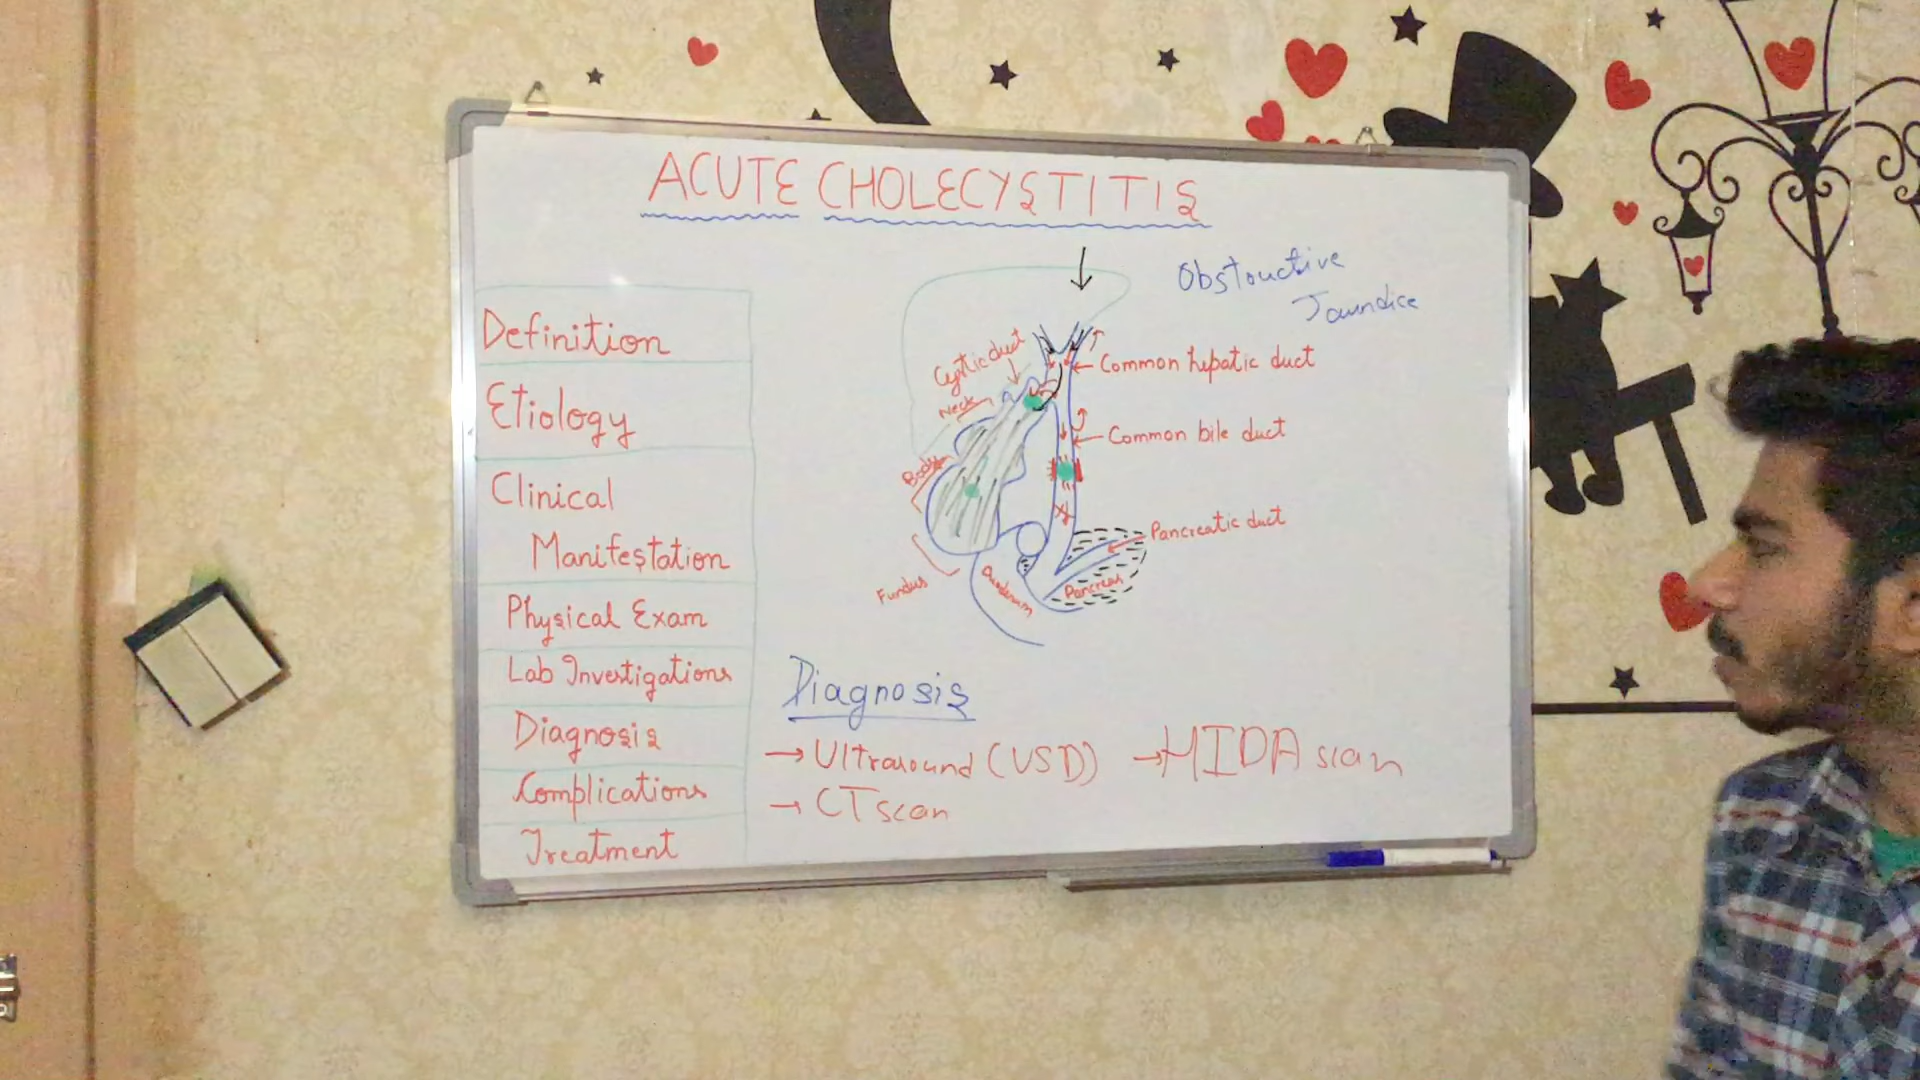 ACUTE CHOLECYSTITIS
Definition
Etiology
Clinical
Manifestation
Physical Exam
Lab Investigations
Diagnosis
Complications
Treatment
Obstouctive
Jaundice
Cystic duct
Neck
Body
Fundus
Common hepatic duct
Common bile duct
Pancreatic duct
Pancreas
Duodenum
Diagnosis
→ Ultrasound (USD) → HIDA scan
→ CT scan